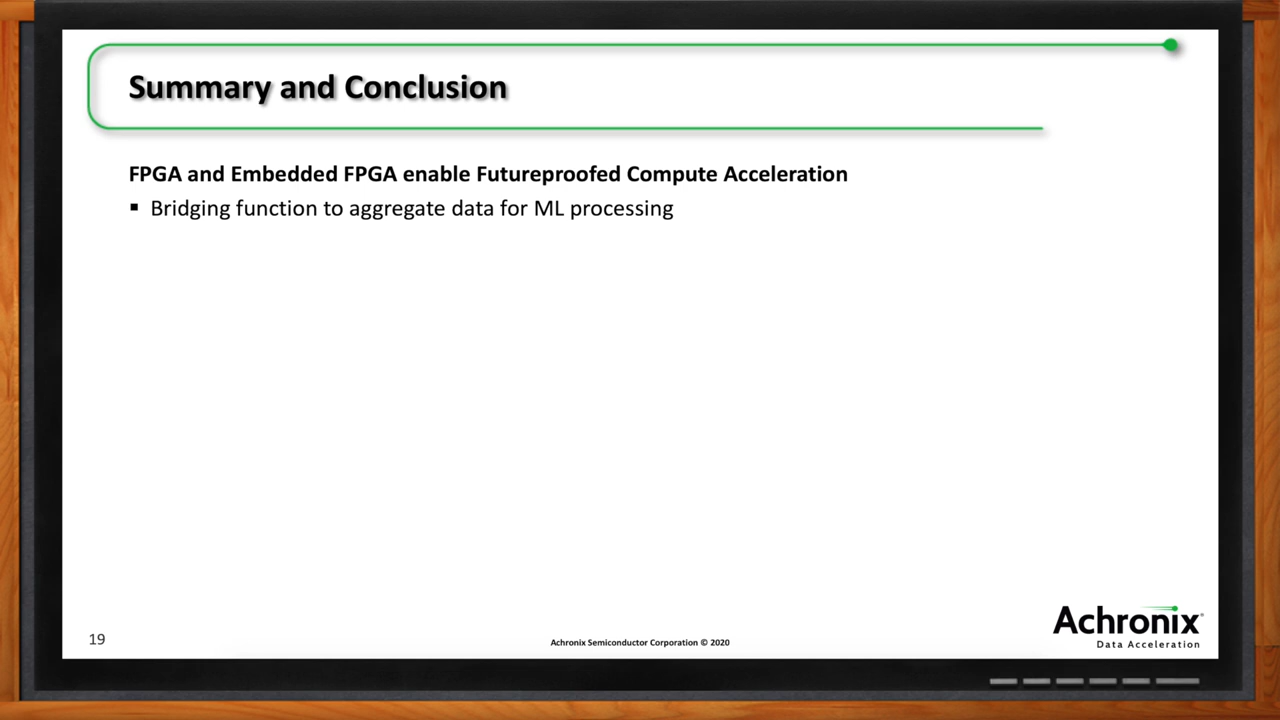 Summary and Conclusion
FPGA and Embedded FPGA enable Futureproofed Compute Acceleration
▪ Bridging function to aggregate data for ML processing
19
Achronix Semiconductor Corporation © 2020
Achronix®
Data Acceleration